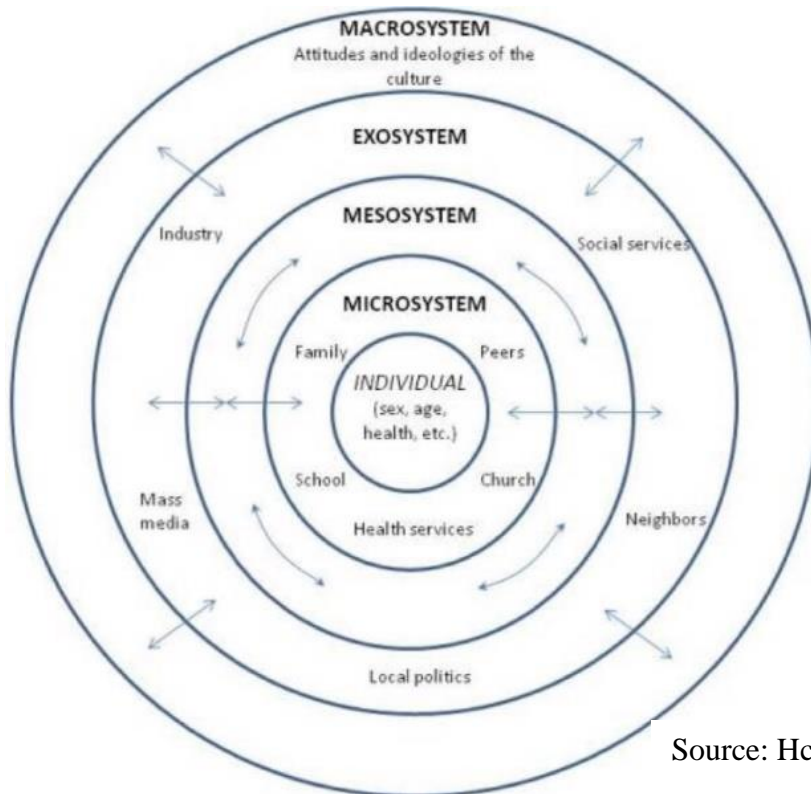 MACROSYSTEM
Attitudes and ideologies of the
culture
EXOSYSTEM
MESOSYSTEM
Industry
Social services
MICROSYSTEM
Family
Peers
INDIVIDUAL
(sex, age,
health, etc.)
School
Church
Mass
media
Health services
Neighbors
Local politics
Source: Hc